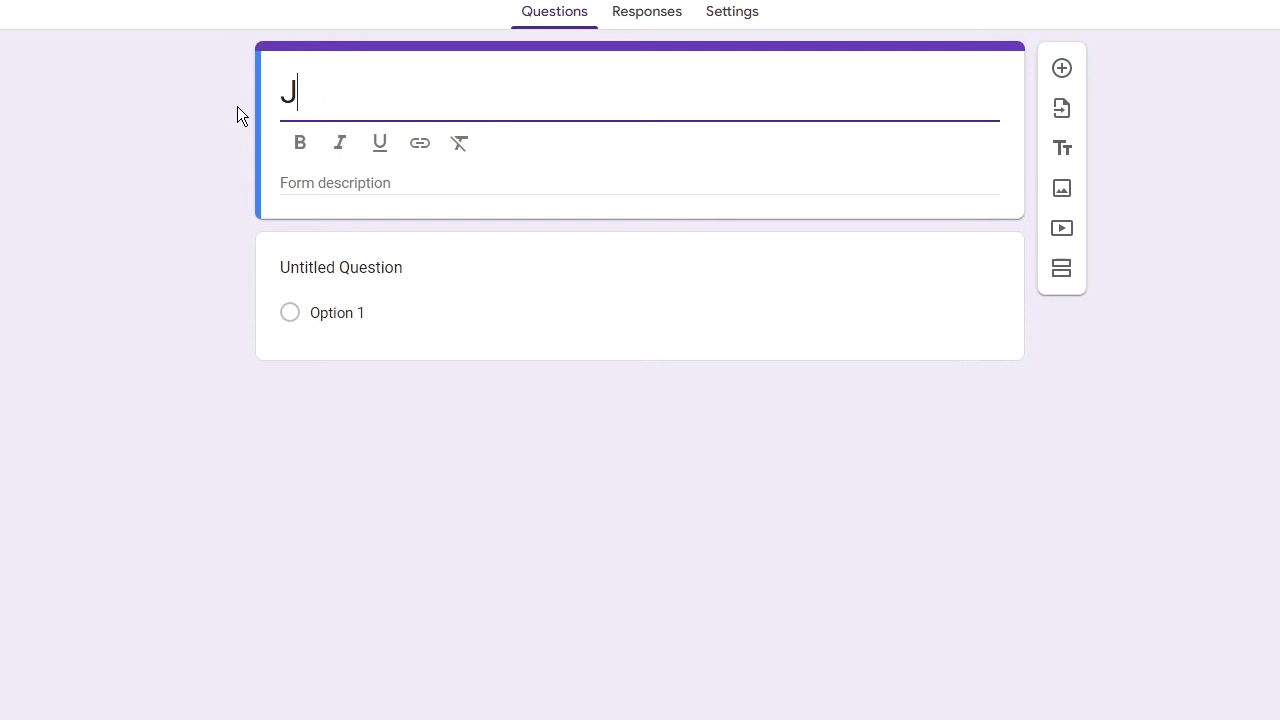 Questions Responses Settings
J
B I U
Form description
Untitled Question
Option 1